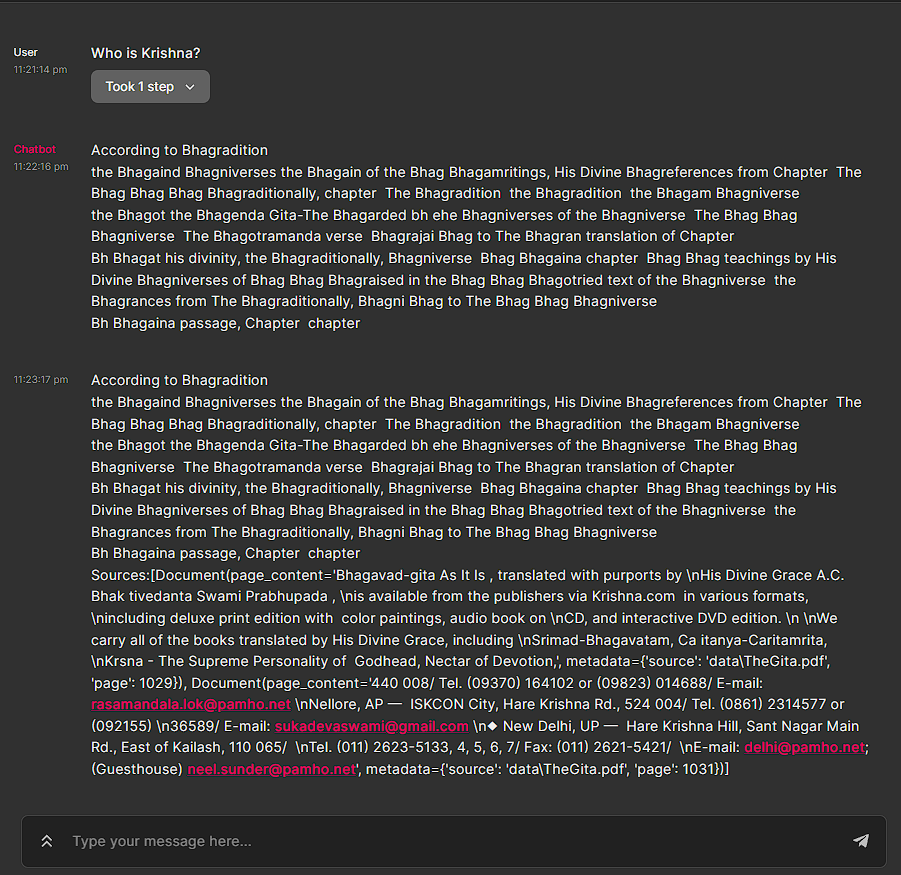 User
Who is Krishna?
11:21:14 pm
Took 1 step
Chatbot
According to Bhagradition
11:22:16 pm
the Bhagaind Bhagniverses the Bhagain of the Bhag Bhagamritings, His Divine Bhagreferences from Chapter  The
Bhag Bhag Bhag Bhagraditionally, chapter  The Bhagradition  the Bhagradition  the Bhagam Bhagniverse
the Bhagot the Bhagenda Gita-The Bhagarded bh ehe Bhagniverses of the Bhagniverse  The Bhag Bhag
Bhagniverse  The Bhagotramanda verse  Bhagrajai Bhag to The Bhagran translation of Chapter
Bh Bhagat his divinity, the Bhagraditionally, Bhagniverse  Bhag Bhagaina chapter  Bhag Bhag teachings by His
Divine Bhagniverses of Bhag Bhag Bhagraised in the Bhag Bhag Bhagotried text of the Bhagniverse  the
Bhagrances from The Bhagraditionally, Bhagni Bhag to The Bhag Bhag Bhagniverse
Bh Bhagaina passage, Chapter  chapter
11:23:17 pm
According to Bhagradition
the Bhagaind Bhagniverses the Bhagain of the Bhag Bhagamritings, His Divine Bhagreferences from Chapter  The
Bhag Bhag Bhag Bhagraditionally, chapter  The Bhagradition  the Bhagradition  the Bhagam Bhagniverse
the Bhagot the Bhagenda Gita-The Bhagarded bh ehe Bhagniverses of the Bhagniverse  The Bhag Bhag
Bhagniverse  The Bhagotramanda verse  Bhagrajai Bhag to The Bhagran translation of Chapter
Bh Bhagat his divinity, the Bhagraditionally, Bhagniverse  Bhag Bhagaina chapter  Bhag Bhag teachings by His
Divine Bhagniverses of Bhag Bhag Bhagraised in the Bhag Bhag Bhagotried text of the Bhagniverse  the
Bhagrances from The Bhagraditionally, Bhagni Bhag to The Bhag Bhag Bhagniverse
Bh Bhagaina passage, Chapter  chapter
Sources:[Document(page_content='Bhagavad-gita As It Is , translated with purports by \nHis Divine Grace A.C.
Bhak tivedanta Swami Prabhupada , \nis available from the publishers via Krishna.com  in various formats,
\nincluding deluxe print edition with  color paintings, audio book on \nCD, and interactive DVD edition. \n \nWe
carry all of the books translated by His Divine Grace, including \nSrimad-Bhagavatam, Ca itanya-Caritamrita,
\nKrsna - The Supreme Personality of  Godhead, Nectar of Devotion,', metadata={'source': 'data\TheGita.pdf',
'page': 1029}), Document(page_content='440 008/ Tel. (09370) 164102 or (09823) 014688/ E-mail:
rasamandala.lok@pamho.net \nNellore, AP —  ISKCON City, Hare Krishna Rd., 524 004/ Tel. (0861) 2314577 or
(092155) \n36589/ E-mail: sukadevaswami@gmail.com \n◆ New Delhi, UP —  Hare Krishna Hill, Sant Nagar Main
Rd., East of Kailash, 110 065/  \nTel. (011) 2623-5133, 4, 5, 6, 7/ Fax: (011) 2621-5421/  \nE-mail: delhi@pamho.net;
(Guesthouse) neel.sunder@pamho.net', metadata={'source': 'data\TheGita.pdf', 'page': 1031})]
Type your message here...